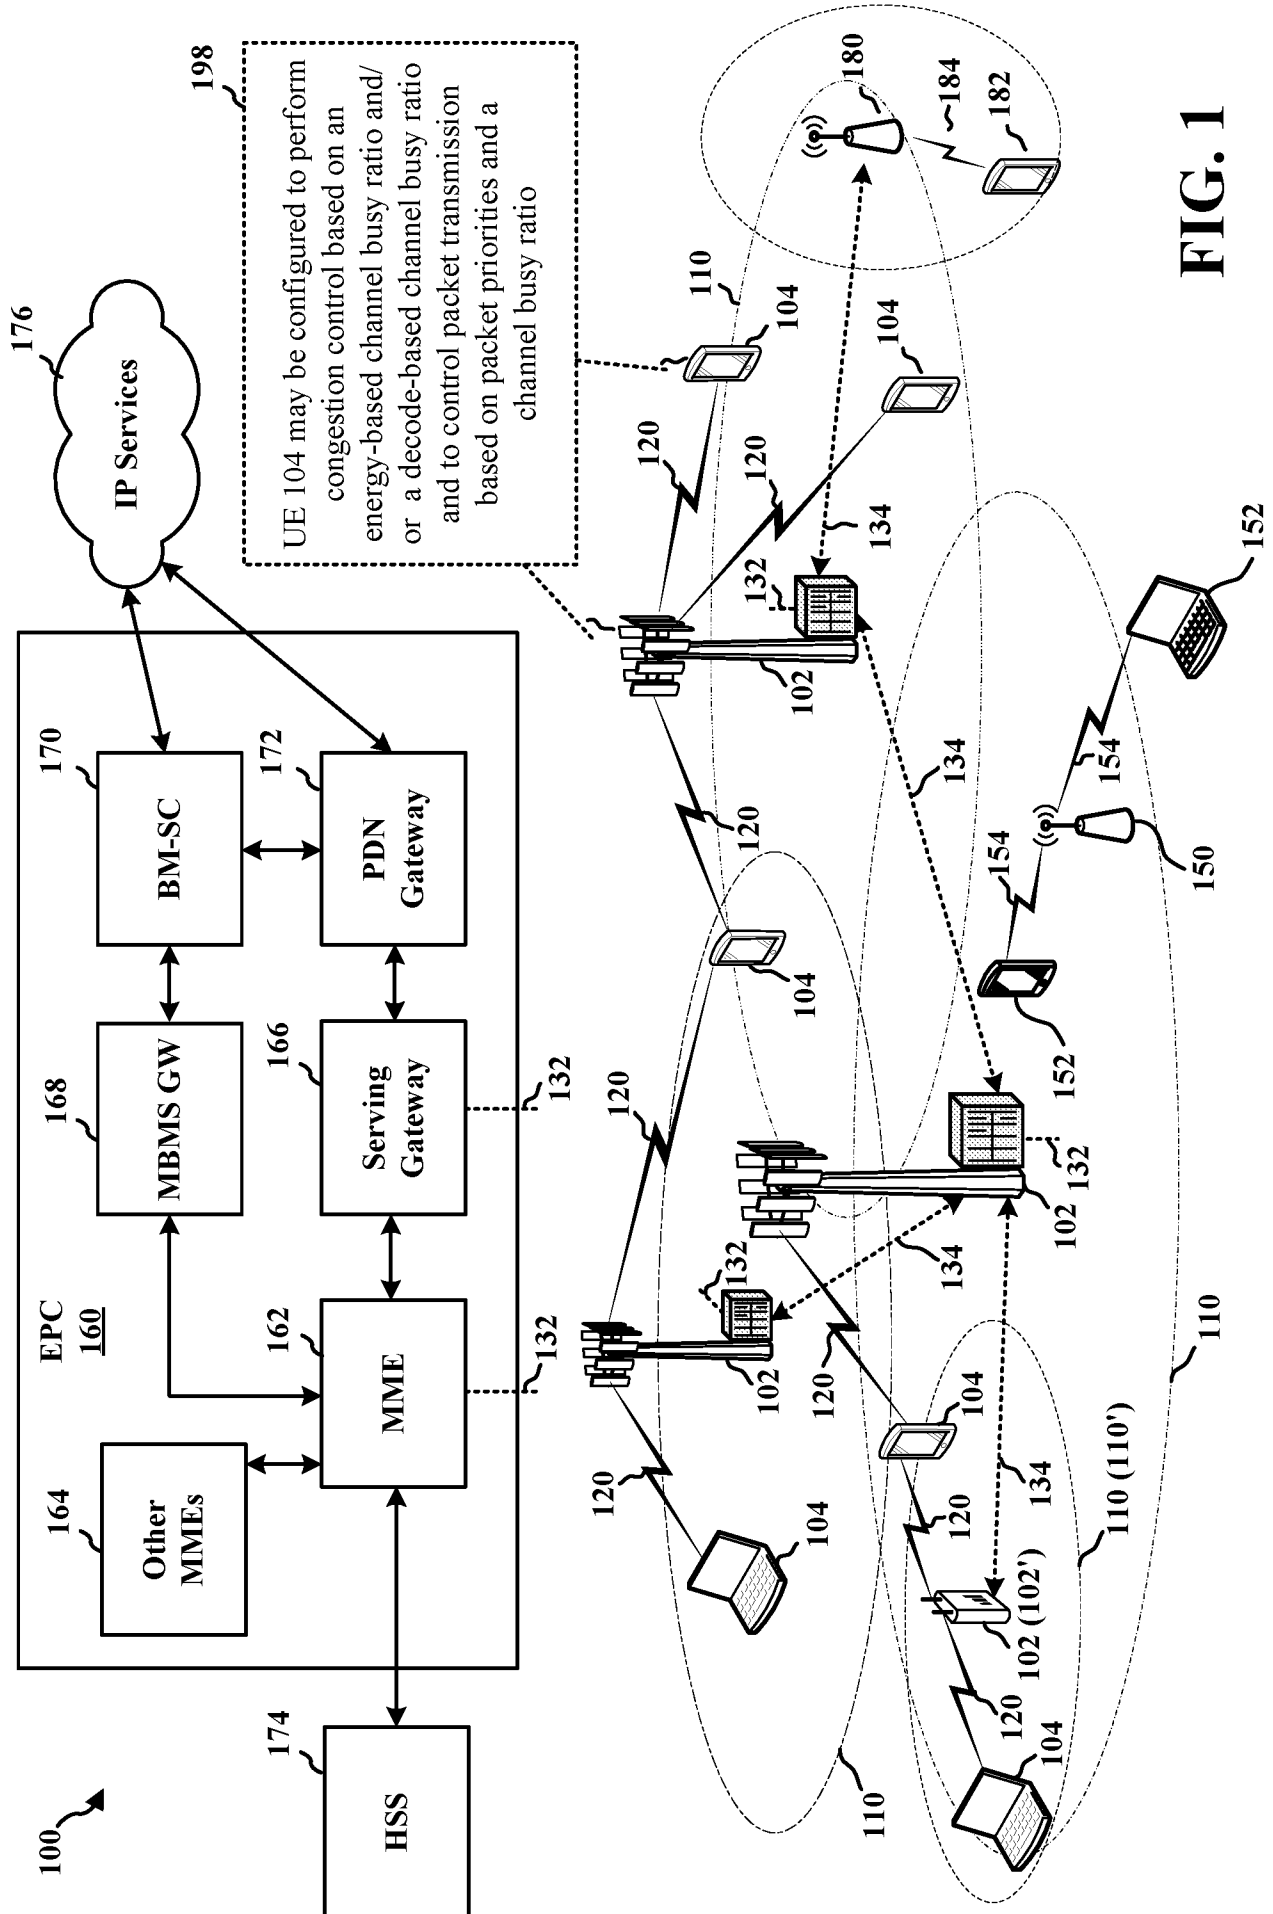 100
EPC
160
164
168
170
176
Other
MMEs
MBMS GW
BM-SC
IP Services
198
174
162
166
172
HSS
MME
Serving
Gateway
PDN
Gateway
UE 104 may be configured to perform
congestion control based on an
energy-based channel busy ratio and/
or a decode-based channel busy ratio
and to control packet transmission
based on packet priorities and a
channel busy ratio
132
132
120
120
120
120
120
110
104
104
104
104
132
102
132
102
134
134
180
184
182
110
120
104
120
102 (102')
120
104
134
132
102
134
110 (110')
110
152
154
154
150
152
FIG. 1